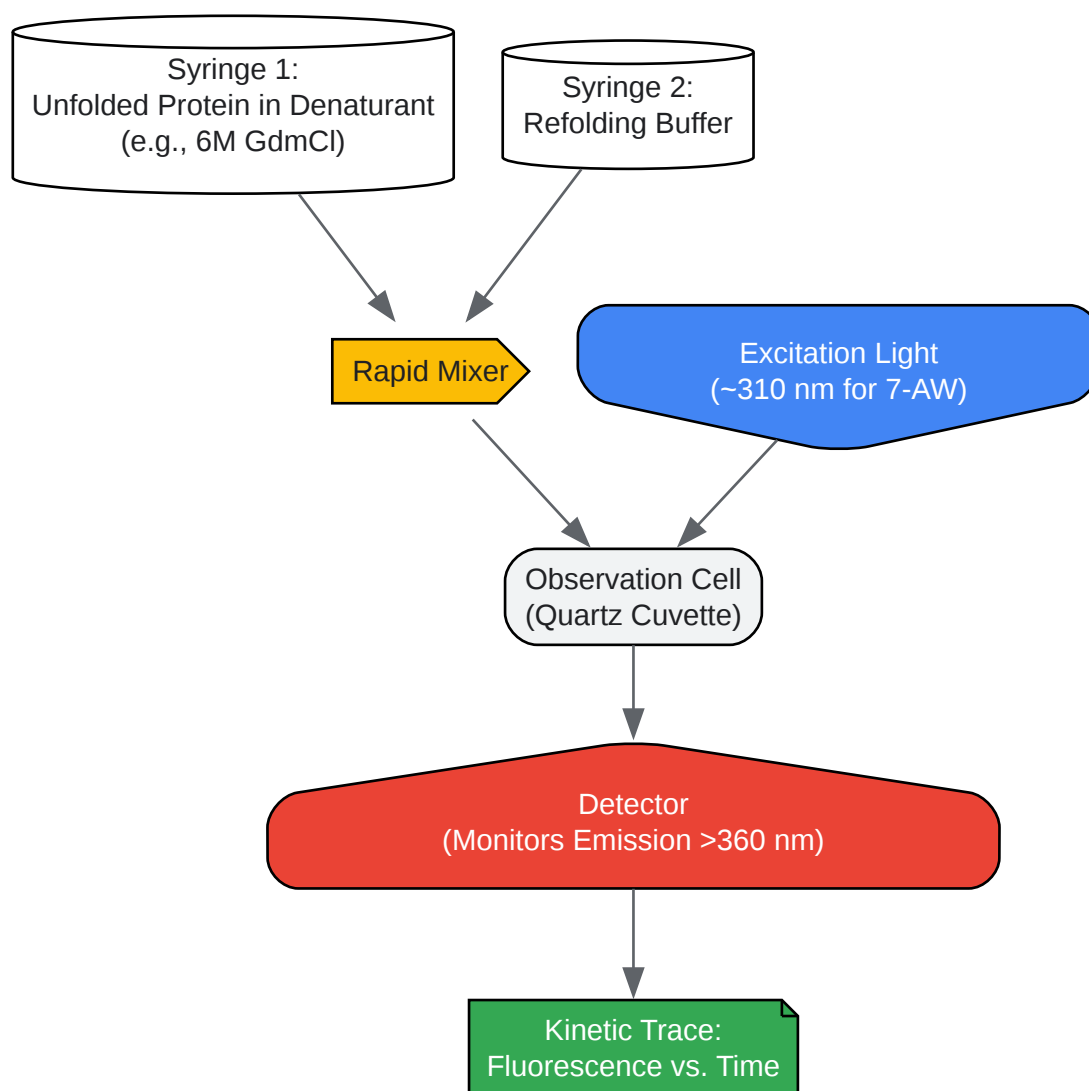 Syringe 1:
Unfolded Protein in Denaturant
(e.g., 6M GdmCl)
Syringe 2:
Refolding Buffer
Rapid Mixer
Excitation Light
(~310 nm for 7-AW)
Observation Cell
(Quartz Cuvette)
Detector
(Monitors Emission >360 nm)
Kinetic Trace:
Fluorescence vs. Time